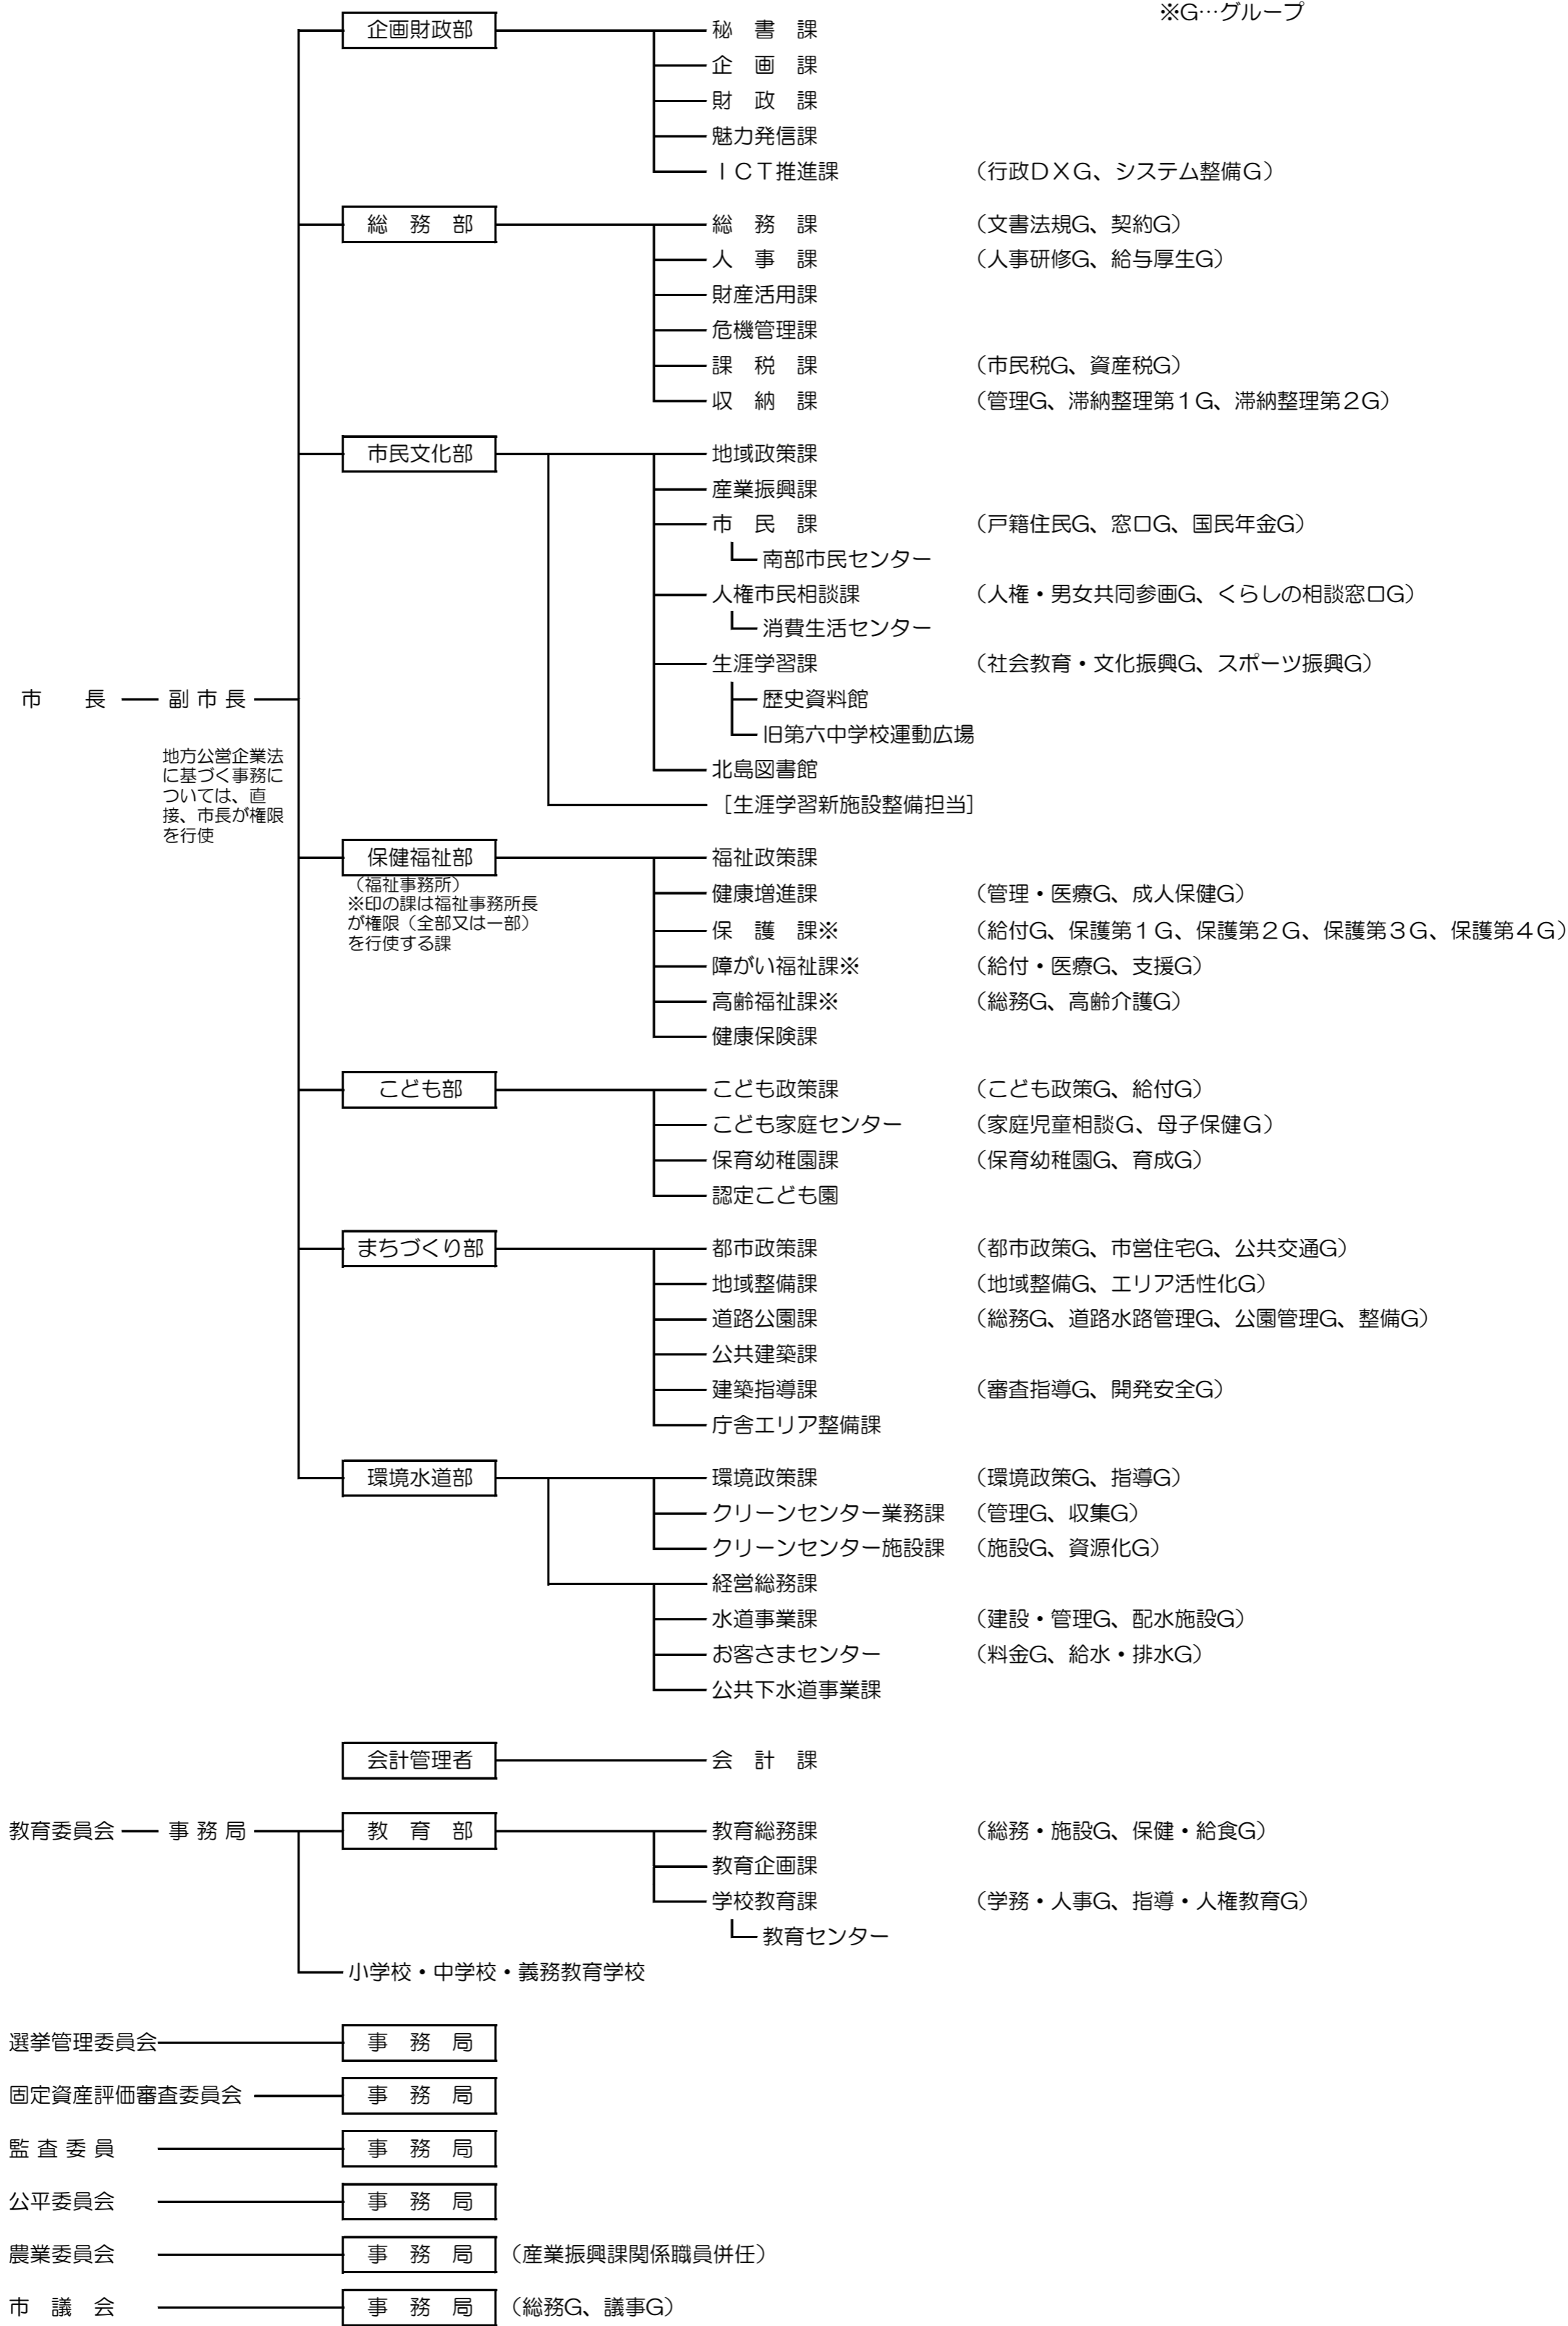 ※G…グループ
企画財政部 秘　書　課
企　画　課
財　政　課
魅力発信課
ＩＣＴ推進課 （行政ＤＸＧ、システム整備Ｇ）
総　務　部 総　務　課 （文書法規G、契約G）
人　事　課 （人事研修G、給与厚生G）
財産活用課
危機管理課
課　税　課 （市民税G、資産税G）
収　納　課 （管理G、滞納整理第１G、滞納整理第２G）
市民文化部 地域政策課
産業振興課
市　民　課 （戸籍住民G、窓口G、国民年金G）
南部市民センター
人権市民相談課 （人権・男女共同参画G、くらしの相談窓口G）
消費生活センター
生涯学習課 （社会教育・文化振興G、スポーツ振興G）
市　　長 副 市 長 歴史資料館
旧第六中学校運動広場
地方公営企業法
に基づく事務に
ついては、直
接、市長が権限
を行使
北島図書館
［生涯学習新施設整備担当］
保健福祉部 福祉政策課
（福祉事務所）
※印の課は福祉事務所長
が権限（全部又は一部）
を行使する課
健康増進課 （管理・医療G、成人保健G）
保　護　課※ （給付G、保護第１G、保護第２G、保護第３G、保護第４G）
障がい福祉課※ （給付・医療G、支援G）
高齢福祉課※ （総務G、高齢介護G）
健康保険課
こども部 こども政策課 （こども政策G、給付G）
こども家庭センター （家庭児童相談Ｇ、母子保健Ｇ）
保育幼稚園課 （保育幼稚園G、育成G）
認定こども園
まちづくり部 都市政策課 （都市政策G、市営住宅G、公共交通G）
地域整備課 （地域整備G、エリア活性化G）
道路公園課 （総務G、道路水路管理G、公園管理G、整備G）
公共建築課
建築指導課 （審査指導G、開発安全G）
庁舎エリア整備課
環境水道部 環境政策課 （環境政策G、指導G）
クリーンセンター業務課 （管理G、収集G）
クリーンセンター施設課 （施設G、資源化G）
経営総務課
水道事業課 （建設・管理G、配水施設G）
お客さまセンター （料金G、給水・排水G）
公共下水道事業課
会計管理者 会　計　課
教育委員会 事 務 局 教　育　部 教育総務課 （総務・施設G、保健・給食G）
教育企画課
学校教育課 （学務・人事G、指導・人権教育G）
教育センター
小学校・中学校・義務教育学校
選挙管理委員会 事　務　局
固定資産評価審査委員会 事　務　局
監 査 委 員 事　務　局
公平委員会 事　務　局
農業委員会 事　務　局 （産業振興課関係職員併任）
市　議　会 事　務　局 （総務G、議事G）